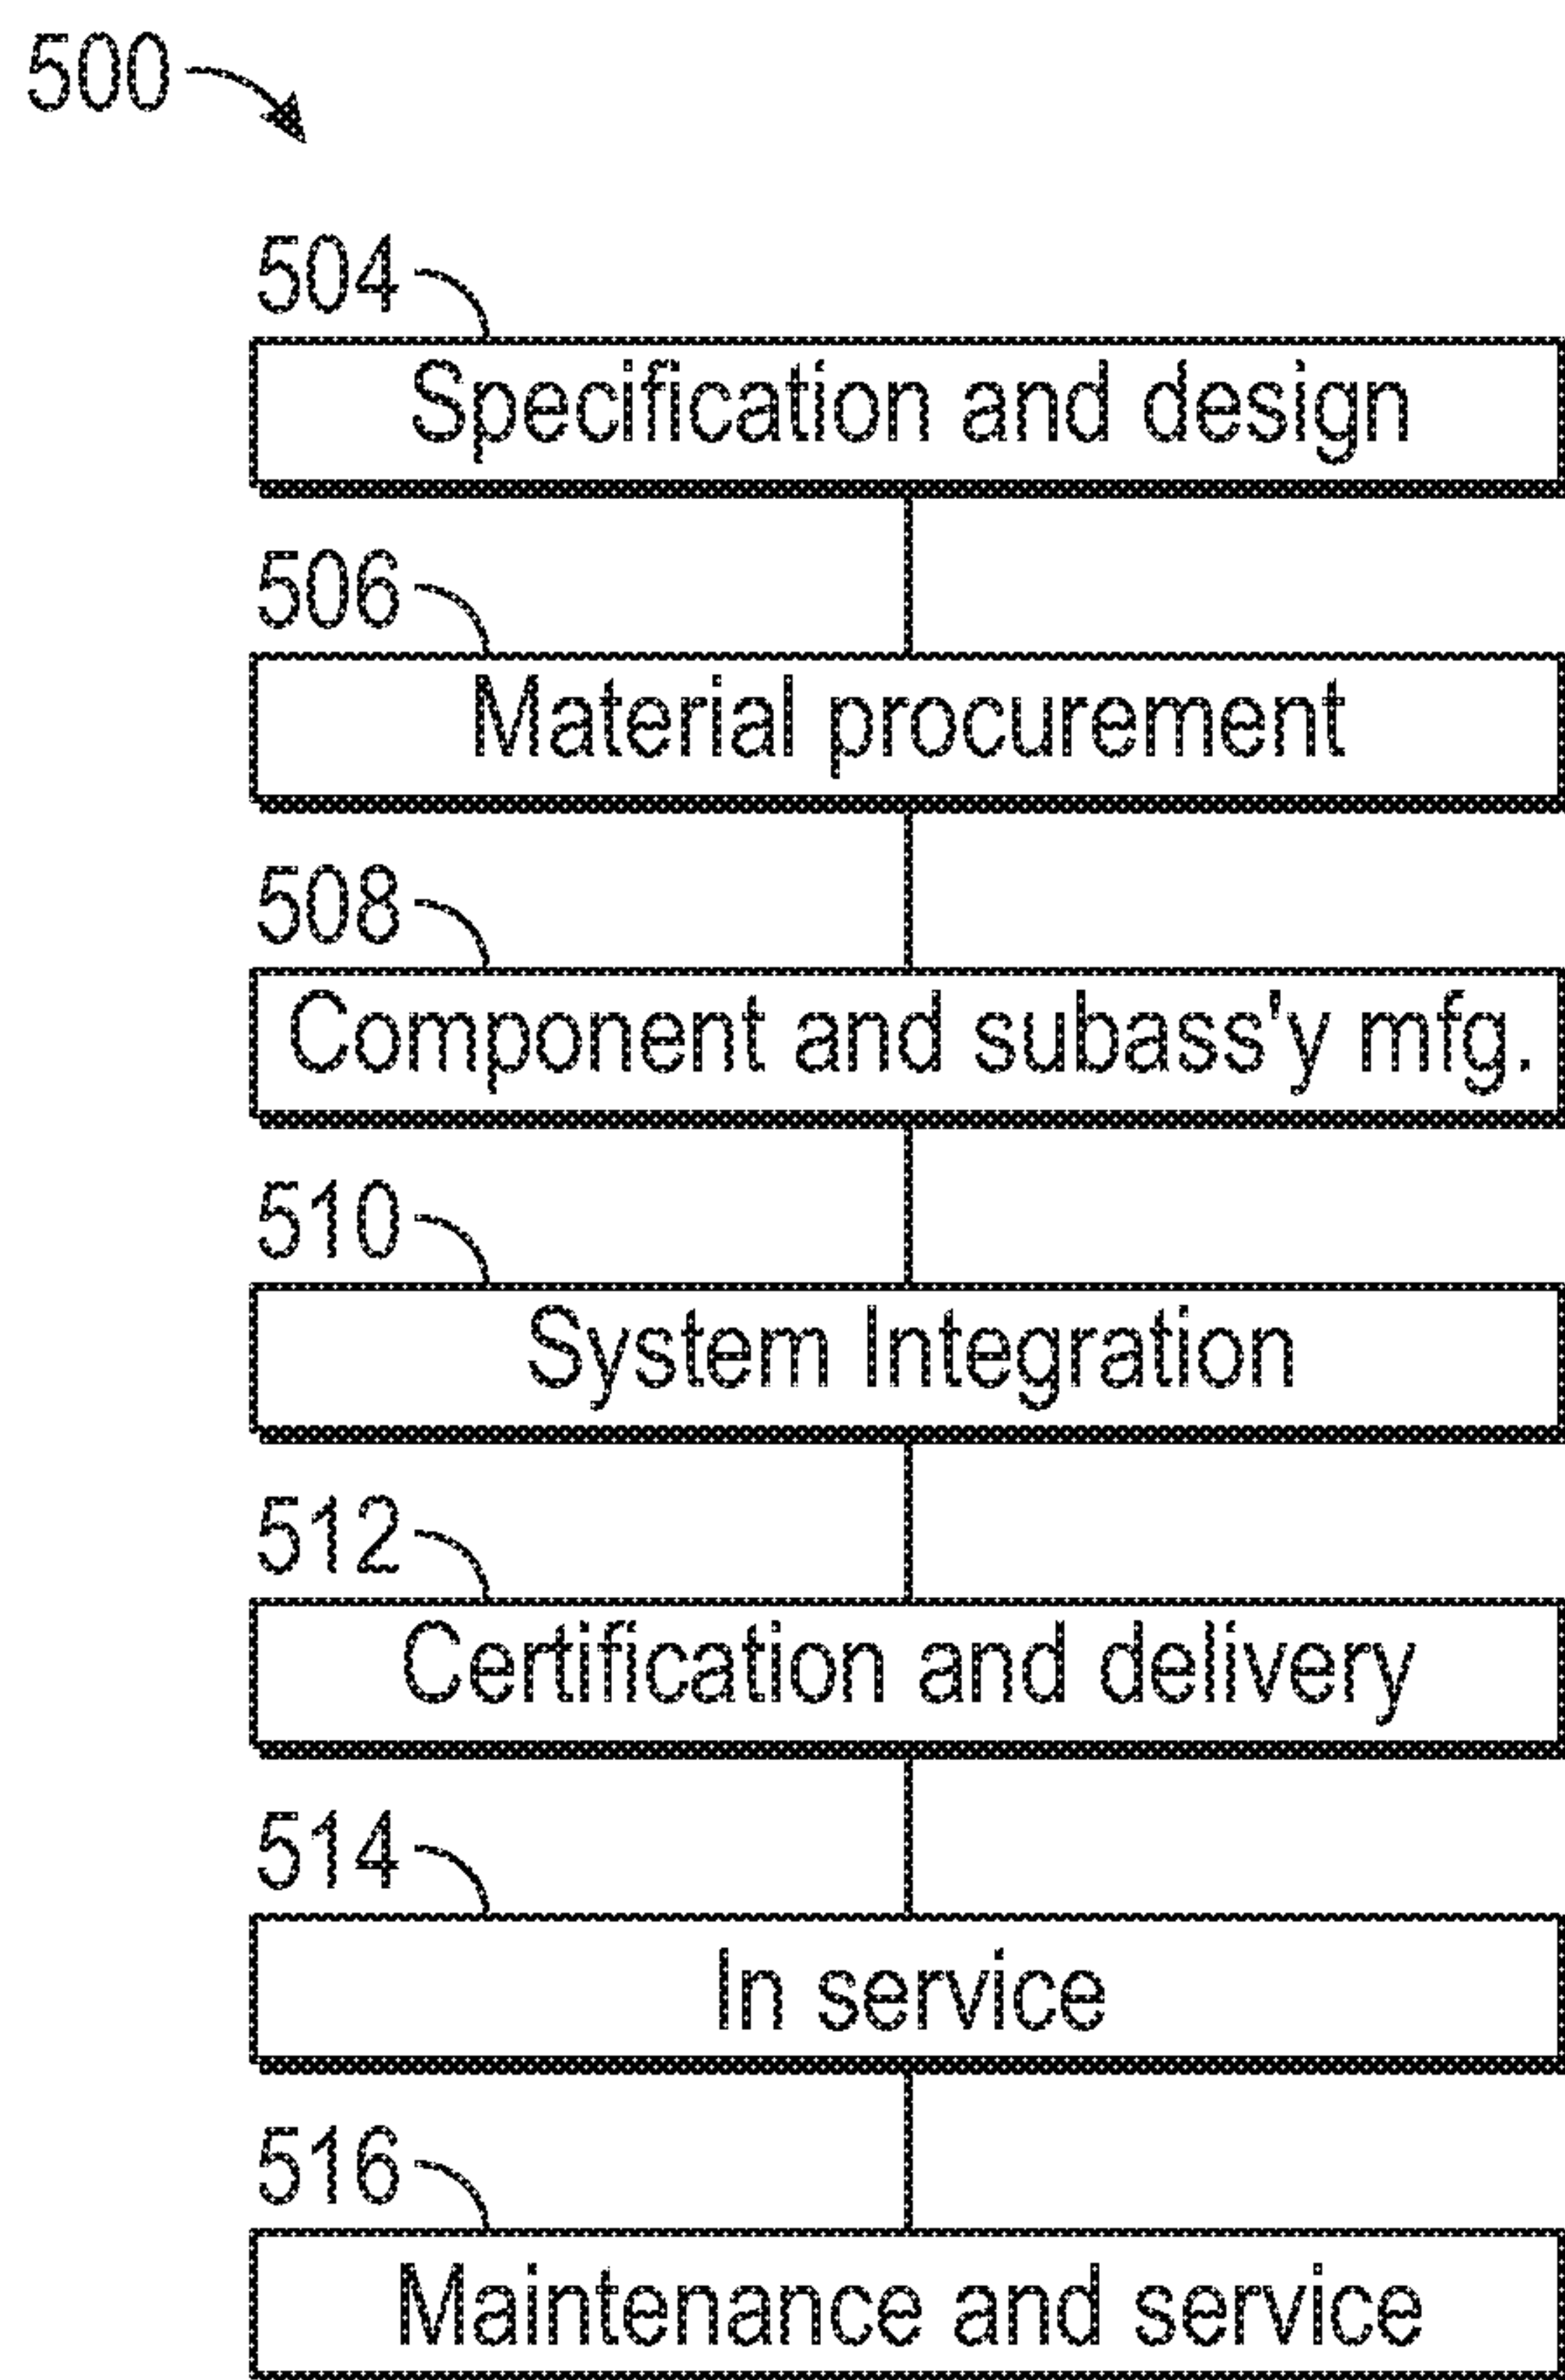 500
504
Specification and design
506
Material procurement
508
Component and subass'y mfg.
510
System Integration
512
Certification and delivery
514
In service
516
Maintenance and service